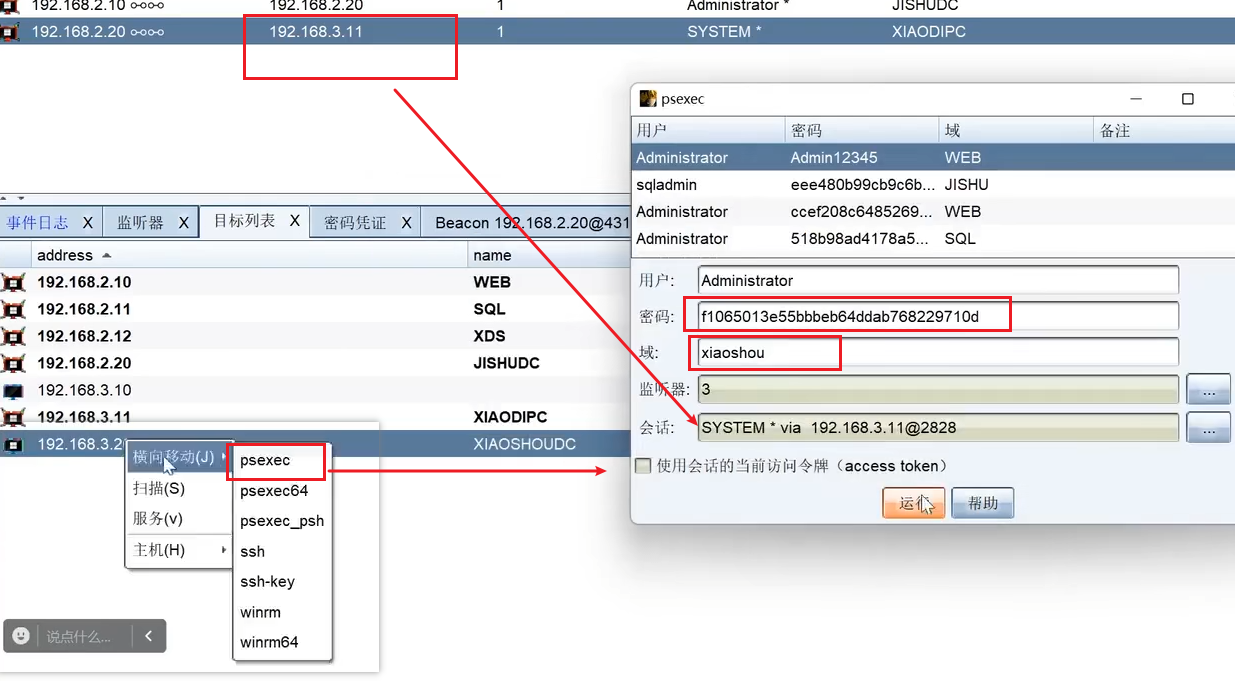 192.168.2.10 192.168.2.20 1 Administrator * JISHUDC
192.168.2.20 192.168.3.11 1 SYSTEM * XIAODIPC
事件日志 X 监听器 X 目标列表 X 密码凭证 X Beacon 192.168.2.20@431
address name
192.168.2.10 WEB
192.168.2.11 SQL
192.168.2.12 XDS
192.168.2.20 JISHUDC
192.168.3.10
192.168.3.11 XIAODIPC
192.168.3.2 XIAOSHOUDC
横向移动(J)
扫描(S)
服务(v)
主机(H)
psexec
psexec64
psexec_psh
ssh
ssh-key
winrm
winrm64
说点什么...
psexec
用户 密码 域 备注
Administrator Admin12345 WEB
sqladmin eee480b99cb9c6b... JISHU
Administrator ccef208c6485269... WEB
Administrator 518b98ad4178a5... SQL
用户: Administrator
密码: f1065013e55bbbeb64ddab768229710d
域: xiaoshou
监听器: 3 ...
会话: SYSTEM * via 192.168.3.11@2828 ...
使用会话的当前访问令牌（access token）
运行 帮助